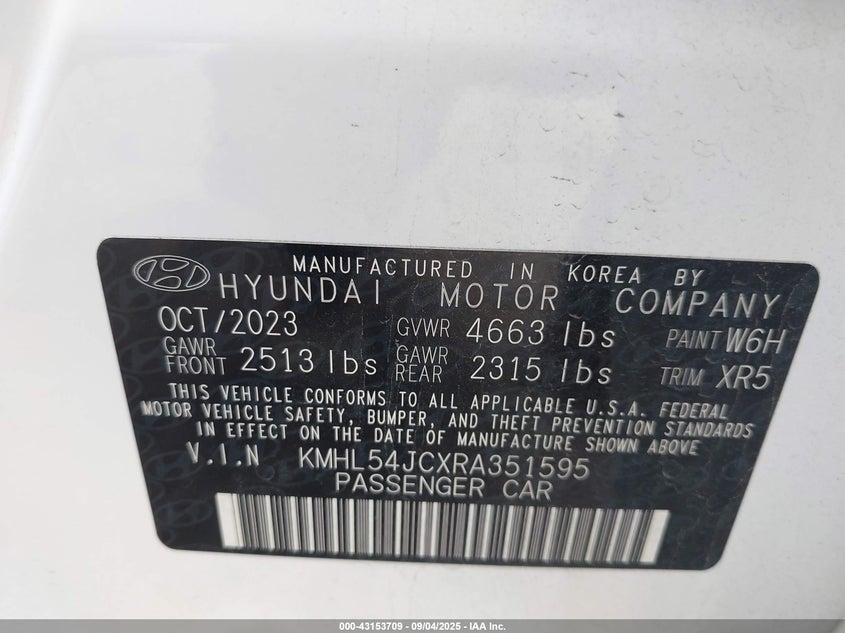 MANUFACTURED IN KOREA BY
HYUNDAI MOTOR COMPANY
OCT/2023 GVWR 4663 lbs PAINT W6H
GAWR FRONT 2513 lbs GAWR REAR 2315 lbs TRIM XR5
THIS VEHICLE CONFORMS TO ALL APPLICABLE U.S.A. FEDERAL
MOTOR VEHICLE SAFETY, BUMPER, AND THEFT PREVENTION STANDARDS
IN EFFECT ON THE DATE OF MANUFACTURE SHOWN ABOVE
V.I.N KMHL54JCXRA351595
PASSENGER CAR
000-43153709 - 09/04/2025 - IAA Inc.